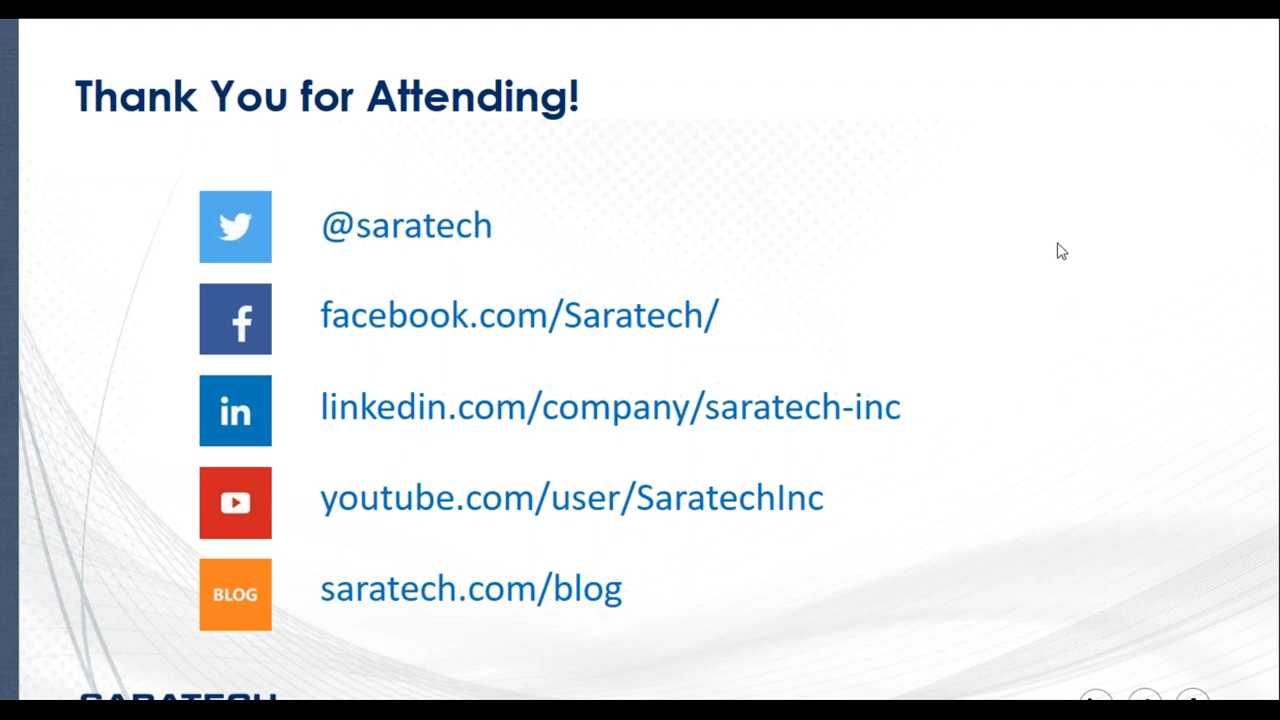 Thank You for Attending!
@saratech
facebook.com/Saratech/
linkedin.com/company/saratech-inc
youtube.com/user/SaratechInc
BLOG
saratech.com/blog
SARATECH